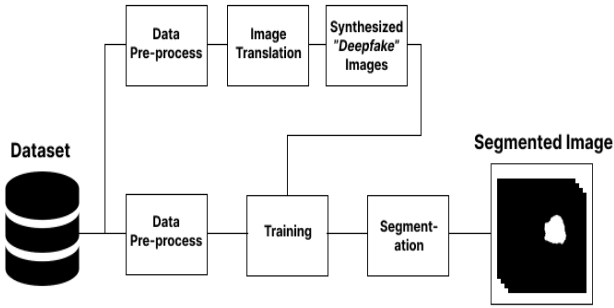 Data
Pre-process
Image
Translation
Synthesized
"Deepfake"
Images
Dataset
Segmented Image
Data
Pre-process
Training
Segment-
ation